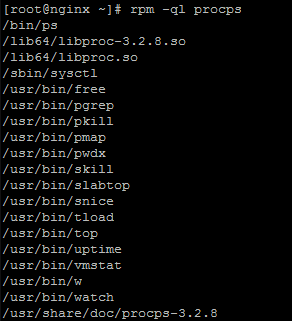 [root@nginx ~]# rpm -ql procps
/bin/ps
/lib64/libproc-3.2.8.so
/lib64/libproc.so
/sbin/sysctl
/usr/bin/free
/usr/bin/pgrep
/usr/bin/pkill
/usr/bin/pmap
/usr/bin/pwdx
/usr/bin/skill
/usr/bin/slabtop
/usr/bin/snice
/usr/bin/tload
/usr/bin/top
/usr/bin/uptime
/usr/bin/vmstat
/usr/bin/w
/usr/bin/watch
/usr/share/doc/procps-3.2.8